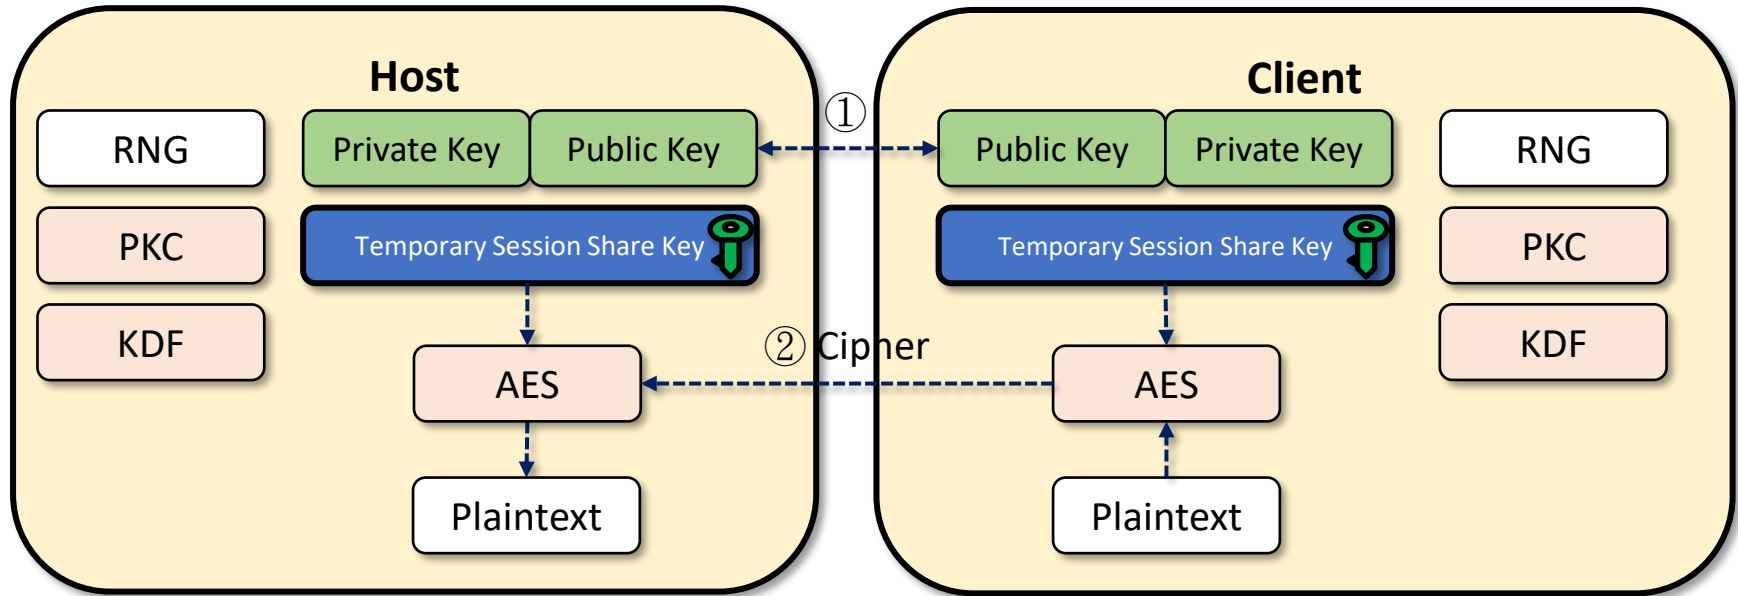 Host
RNG
Private Key
Public Key
PKC
Temporary Session Share Key
KDF
AES
Plaintext
①
② Cipher
Client
Public Key
Private Key
RNG
Temporary Session Share Key
PKC
KDF
AES
Plaintext